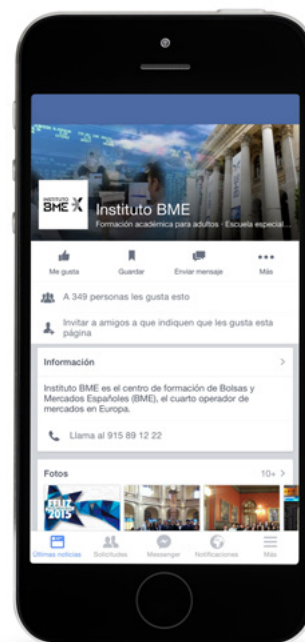 INSTITUTO
BME X
Instituto BME
Formación académica para adultos · Escuela especial...
Me gusta
Guardar
Enviar mensaje
Más
A 349 personas les gusta esto
Invitar a amigos a que indiquen que les gusta esta
página
Información
Instituto BME es el centro de formación de Bolsas y
Mercados Españoles (BME), el cuarto operador de
mercados en Europa.
Llama al 915 89 12 22
Fotos
10+
FELIZ
2015
Últimas noticias
Solicitudes
Messenger
Notificaciones
Más